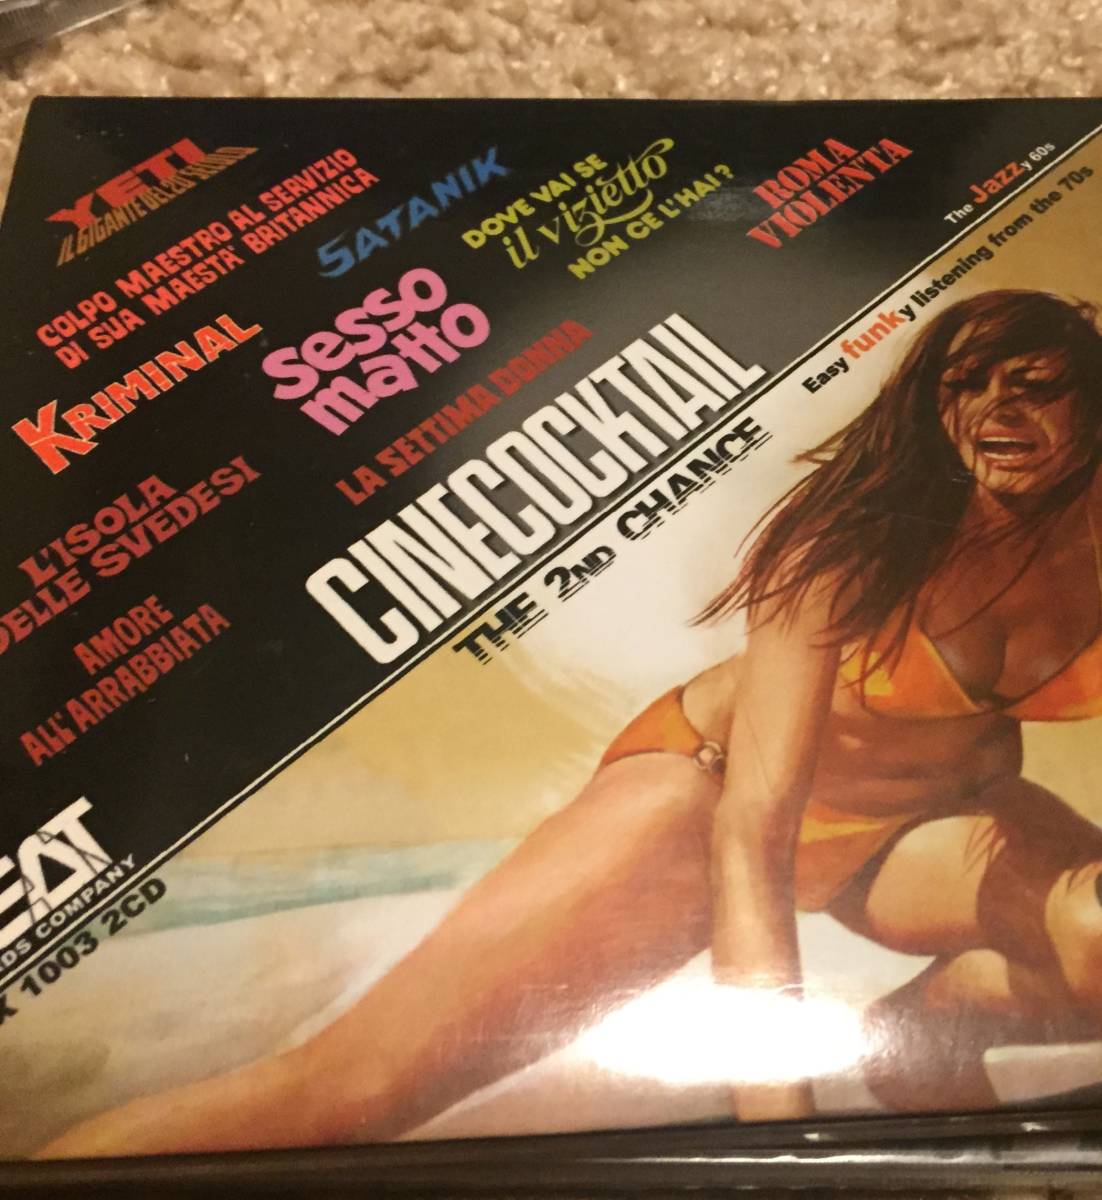 YETI
IL GIGANTE DEL 20° SECOLO
COLPO MAESTRO AL SERVIZIO
DI SUA MAESTA' BRITANNICA
SATANIK
DOVE VAI SE
il vizietto
NON CE L'HAI?
ROMA
VIOLENTA
KRIMINAL
sesso
matto
LA SETTIMA DONNA
L'ISOLA
DELLE SVEDESI
AMORE
ALL'ARRABBIATA
CINECOCKTAIL
THE 2ND CHANCE
The Jazzy 60s
Easy funky listening from the 70s
EAT
RDS COMPANY
X 1003 2CD